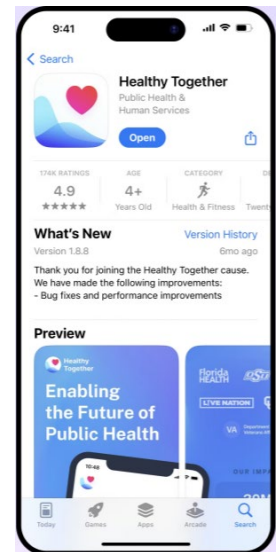 9:41
Search
Healthy Together
Public Health &
Human Services
Open
174K RATINGS AGE CATEGORY
4.9 4+
Years Old Health & Fitness
What's New Version History
Version 1.8.8 6mo ago
Thank you for joining the Healthy Together cause.
We have made the following improvements:
- Bug fixes and performance improvements
Preview
Healthy
Together
Enabling
the Future of
Public Health
10:48
Florida
HEALTH
LIVE NATION
VA
Today Games Apps Arcade Search